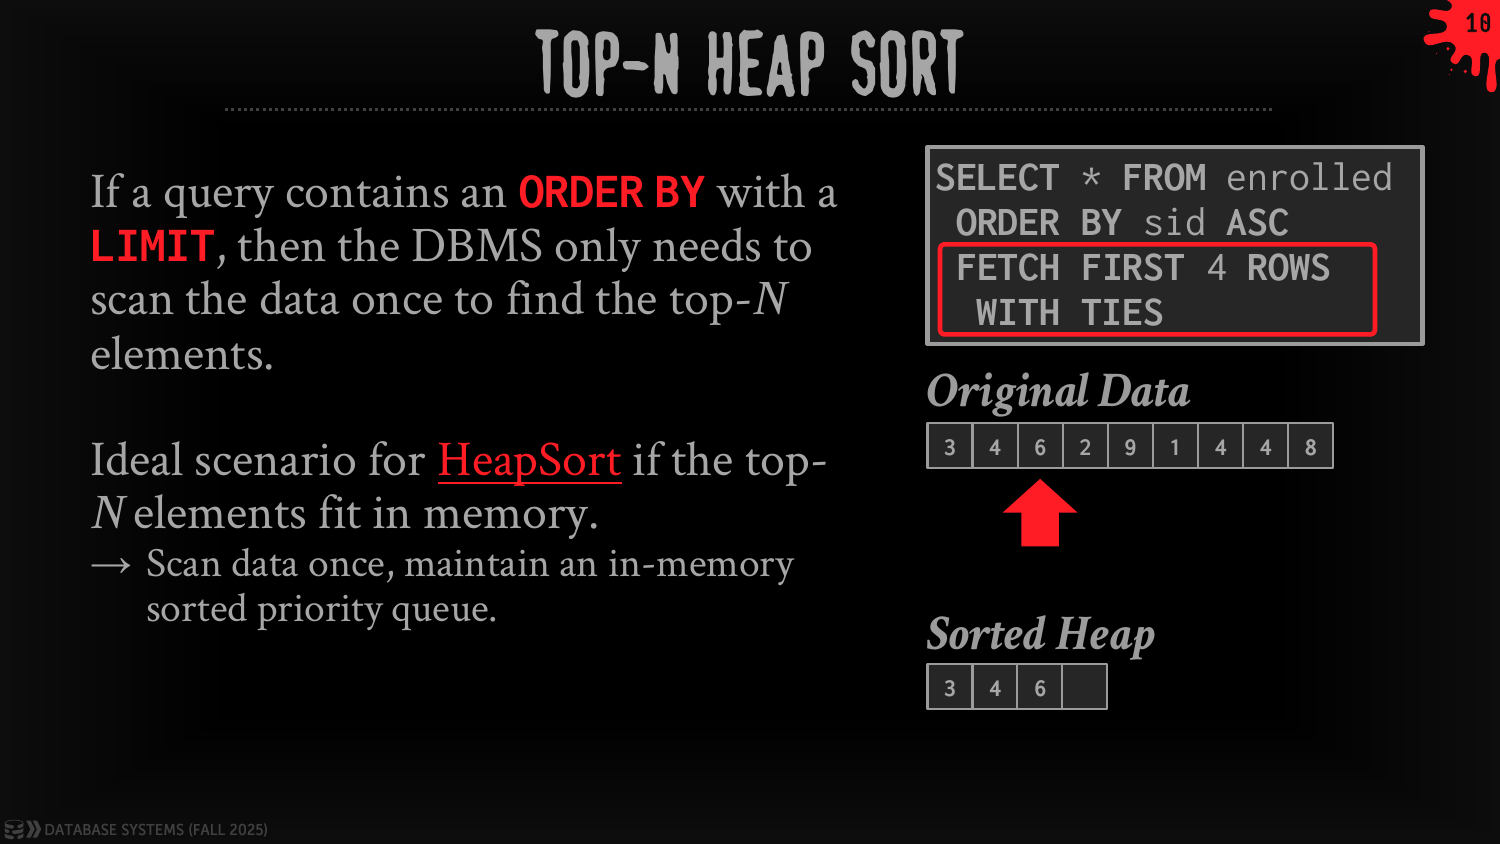 10
TOP-N HEAP SORT
If a query contains an ORDER BY with a
LIMIT, then the DBMS only needs to
scan the data once to find the top-N
elements.
Ideal scenario for HeapSort if the top-
N elements fit in memory.
→ Scan data once, maintain an in-memory
sorted priority queue.
SELECT * FROM enrolled
ORDER BY sid ASC
FETCH FIRST 4 ROWS
WITH TIES
Original Data
3 4 6 2 9 1 4 4 8
Sorted Heap
3 4 6
DATABASE SYSTEMS (FALL 2025)